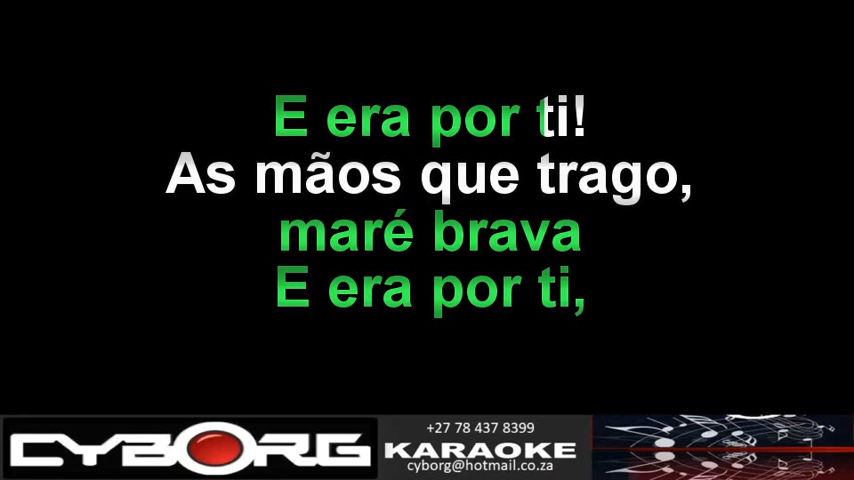 E era por ti!
As mãos que trago,
maré brava
E era por ti,
CYBORG
+27 78 437 8399
KARAOKE
cyborg@hotmail.co.za